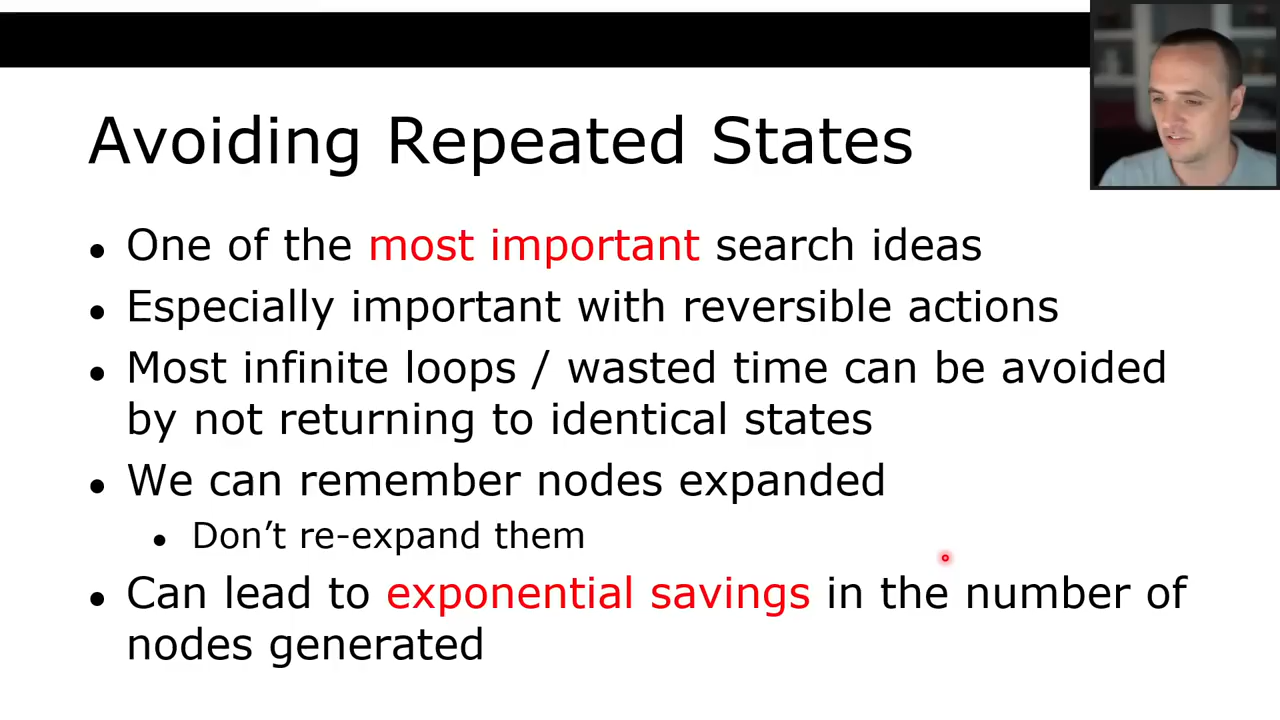 Avoiding Repeated States
• One of the most important search ideas
• Especially important with reversible actions
• Most infinite loops / wasted time can be avoided
by not returning to identical states
• We can remember nodes expanded
• Don’t re-expand them
• Can lead to exponential savings in the number of
nodes generated